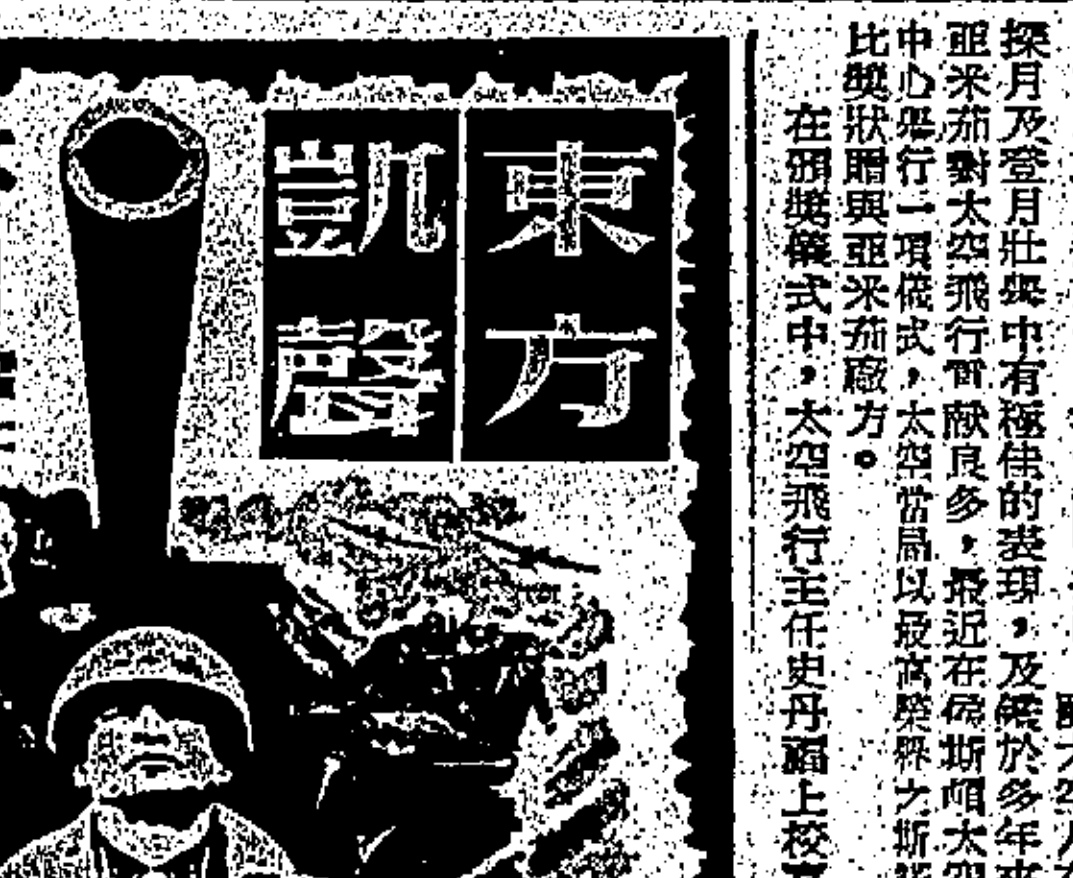 探月及登月壯舉中有極佳的表現，及鑑於多年來
亞米茄對太空飛行貢献良多，最近在侯斯頓太空
中心舉行一項儀式，太空當局以最高榮譽之斯
比獎狀贈與亞米茄廠方。
在頒獎儀式中，太空飛行主任史丹福上校
東方
凱聲